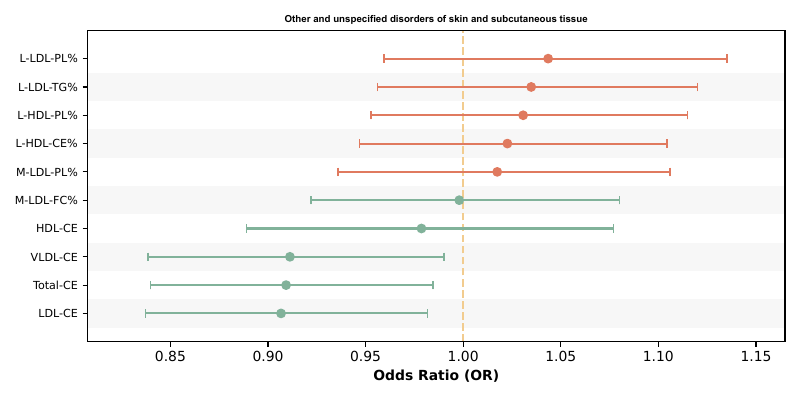 Other and unspecified disorders of skin and subcutaneous tissue
L-LDL-PL%
L-LDL-TG%
L-HDL-PL%
L-HDL-CE%
M-LDL-PL%
M-LDL-FC%
HDL-CE
VLDL-CE
Total-CE
LDL-CE
0.85 0.90 0.95 1.00 1.05 1.10 1.15
Odds Ratio (OR)